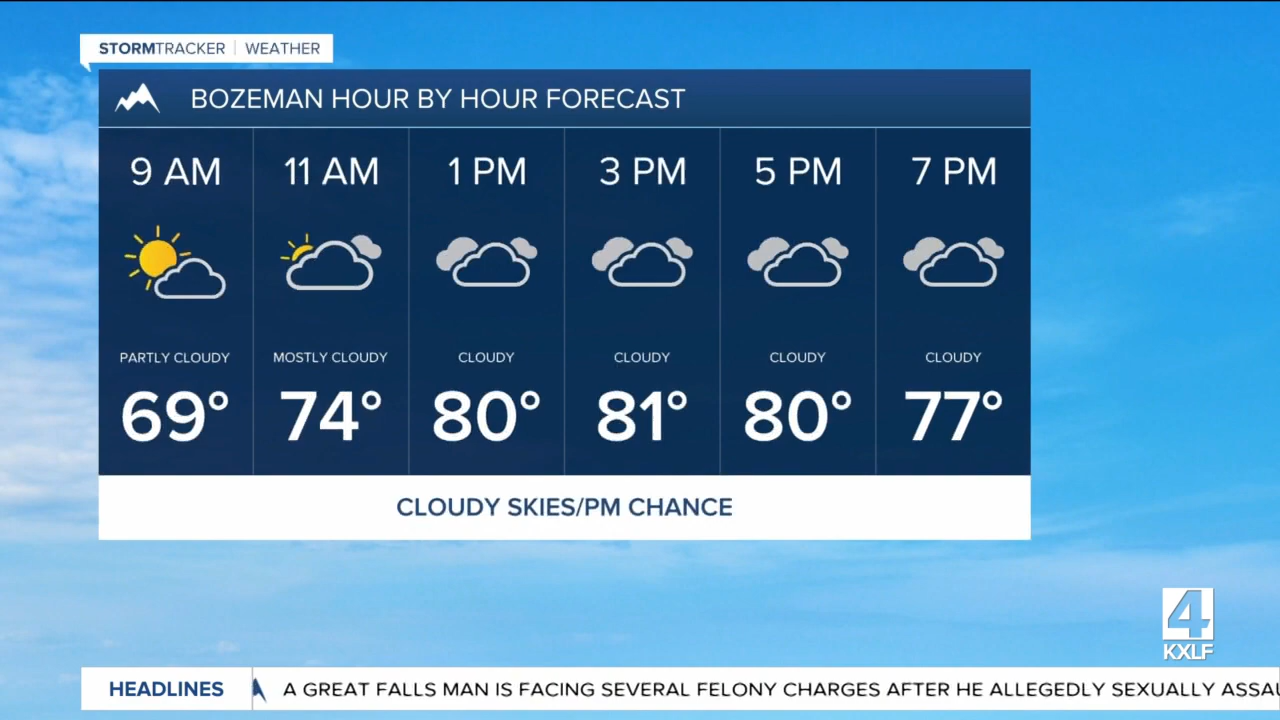 STORMTRACKER | WEATHER
BOZEMAN HOUR BY HOUR FORECAST
9 AM 11 AM 1 PM 3 PM 5 PM 7 PM
PARTLY CLOUDY MOSTLY CLOUDY CLOUDY CLOUDY CLOUDY CLOUDY
69° 74° 80° 81° 80° 77°
CLOUDY SKIES/PM CHANCE
4
KXLF
HEADLINES A GREAT FALLS MAN IS FACING SEVERAL FELONY CHARGES AFTER HE ALLEGEDLY SEXUALLY ASSAU